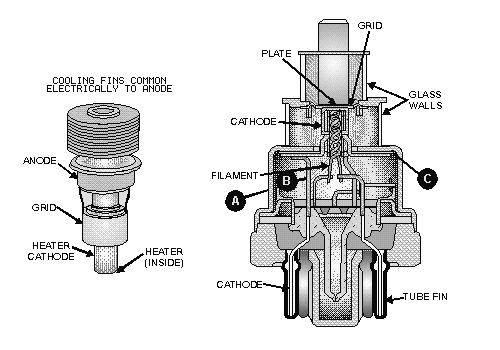 COOLING FINS COMMON
ELECTRICALLY TO ANODE
ANODE
GRID
HEATER
CATHODE
HEATER
(INSIDE)
GRID
PLATE
GLASS
WALLS
CATHODE
FILAMENT
A
B
C
CATHODE
TUBE FIN